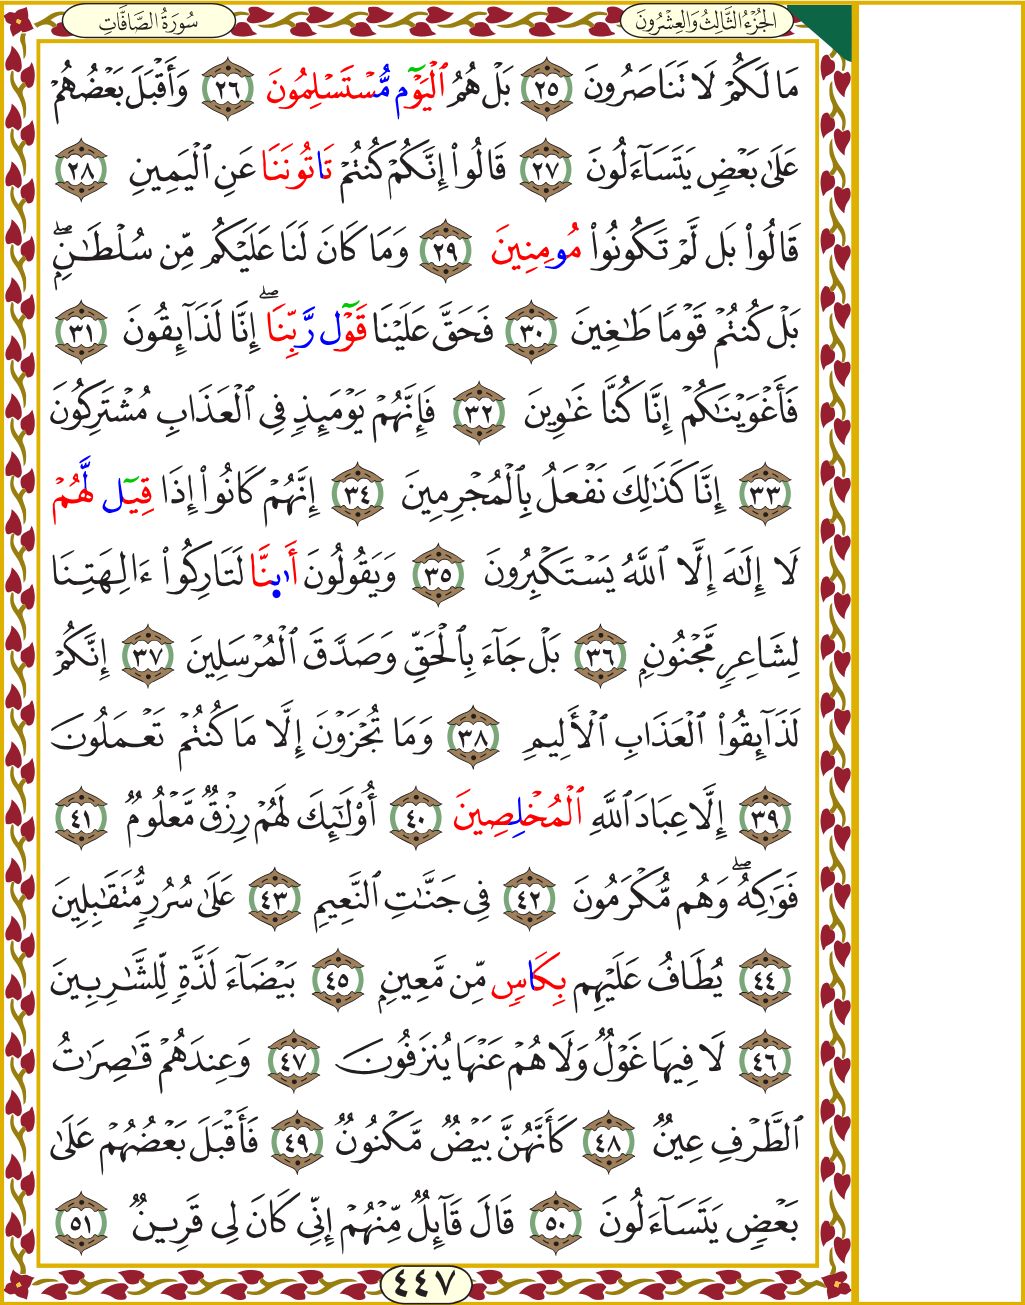 سُورَةُ الصَّافَّاتِ
الجُزْءُ الثَّالِثُ وَالعِشْرُونَ
مَا لَكُمْ لَا تَنَاصَرُونَ ٢٥ بَلْ هُمُ ٱلْيَوْٓم مُّسْتَسْلِمُونَ ٢٦ وَأَقْبَلَ بَعْضُهُمْ
عَلَىٰ بَعْضٍ يَتَسَآءَلُونَ ٢٧ قَالُوٓا۟ إِنَّكُمْ كُنتُمْ تَاتُونَنَا عَنِ ٱلْيَمِينِ ٢٨
قَالُوا۟ بَل لَّمْ تَكُونُوا۟ مُومِنِينَ ٢٩ وَمَا كَانَ لَنَا عَلَيْكُم مِّن سُلْطَـٰنٍۭ ۖ
بَلْ كُنتُمْ قَوْمًا طَـٰغِينَ ٣٠ فَحَقَّ عَلَيْنَا قَوْٓل رَّبِّنَآ ۖ إِنَّا لَذَآئِقُونَ ٣١
فَأَغْوَيْنَـٰكُمْ إِنَّا كُنَّا غَـٰوِينَ ٣٢ فَإِنَّهُمْ يَوْمَئِذٍ فِى ٱلْعَذَابِ مُشْتَرِكُونَ
٣٣ إِنَّا كَذَٰلِكَ نَفْعَلُ بِٱلْمُجْرِمِينَ ٣٤ إِنَّهُمْ كَانُوٓا۟ إِذَا قِيٓل لَّهُمْ
لَآ إِلَـٰهَ إِلَّا ٱللَّهُ يَسْتَكْبِرُونَ ٣٥ وَيَقُولُونَ أَا۬ىِٕنَّا لَتَارِكُوٓا۟ ءَالِهَتِنَا
لِشَاعِرٍ مَّجْنُونٍۭ ٣٦ بَلْ جَآءَ بِٱلْحَقِّ وَصَدَّقَ ٱلْمُرْسَلِينَ ٣٧ إِنَّكُمْ
لَذَآئِقُوا۟ ٱلْعَذَابِ ٱلْأَلِيمِ ٣٨ وَمَا تُجْزَوْنَ إِلَّا مَا كُنتُمْ تَعْمَلُونَ
٣٩ إِلَّا عِبَادَ ٱللَّهِ ٱلْمُخْلِصِينَ ٤٠ أُو۟لَـٰٓئِكَ لَهُمْ رِزْقٌ مَّعْلُومٌ ٤١
فَوَٰكِهُ ۖ وَهُم مُّكْرَمُونَ ٤٢ فِى جَنَّـٰتِ ٱلنَّعِيمِ ٤٣ عَلَىٰ سُرُرٍ مُّتَقَـٰبِلِينَ
٤٤ يُطَافُ عَلَيْهِم بِكَاسٍ مِّن مَّعِينٍۭ ٤٥ بَيْضَآءَ لَذَّةٍ لِّلشَّـٰرِبِينَ
٤٦ لَا فِيهَا غَوْلٌ وَلَا هُمْ عَنْهَا يُنزَفُونَ ٤٧ وَعِندَهُمْ قَـٰصِرَٰتُ
ٱلطَّرْفِ عِينٌ ٤٨ كَأَنَّهُنَّ بَيْضٌ مَّكْنُونٌ ٤٩ فَأَقْبَلَ بَعْضُهُمْ عَلَىٰ
بَعْضٍ يَتَسَآءَلُونَ ٥٠ قَالَ قَآئِلٌ مِّنْهُمْ إِنِّى كَانَ لِى قَرِينٌ ٥١
٤٤٧